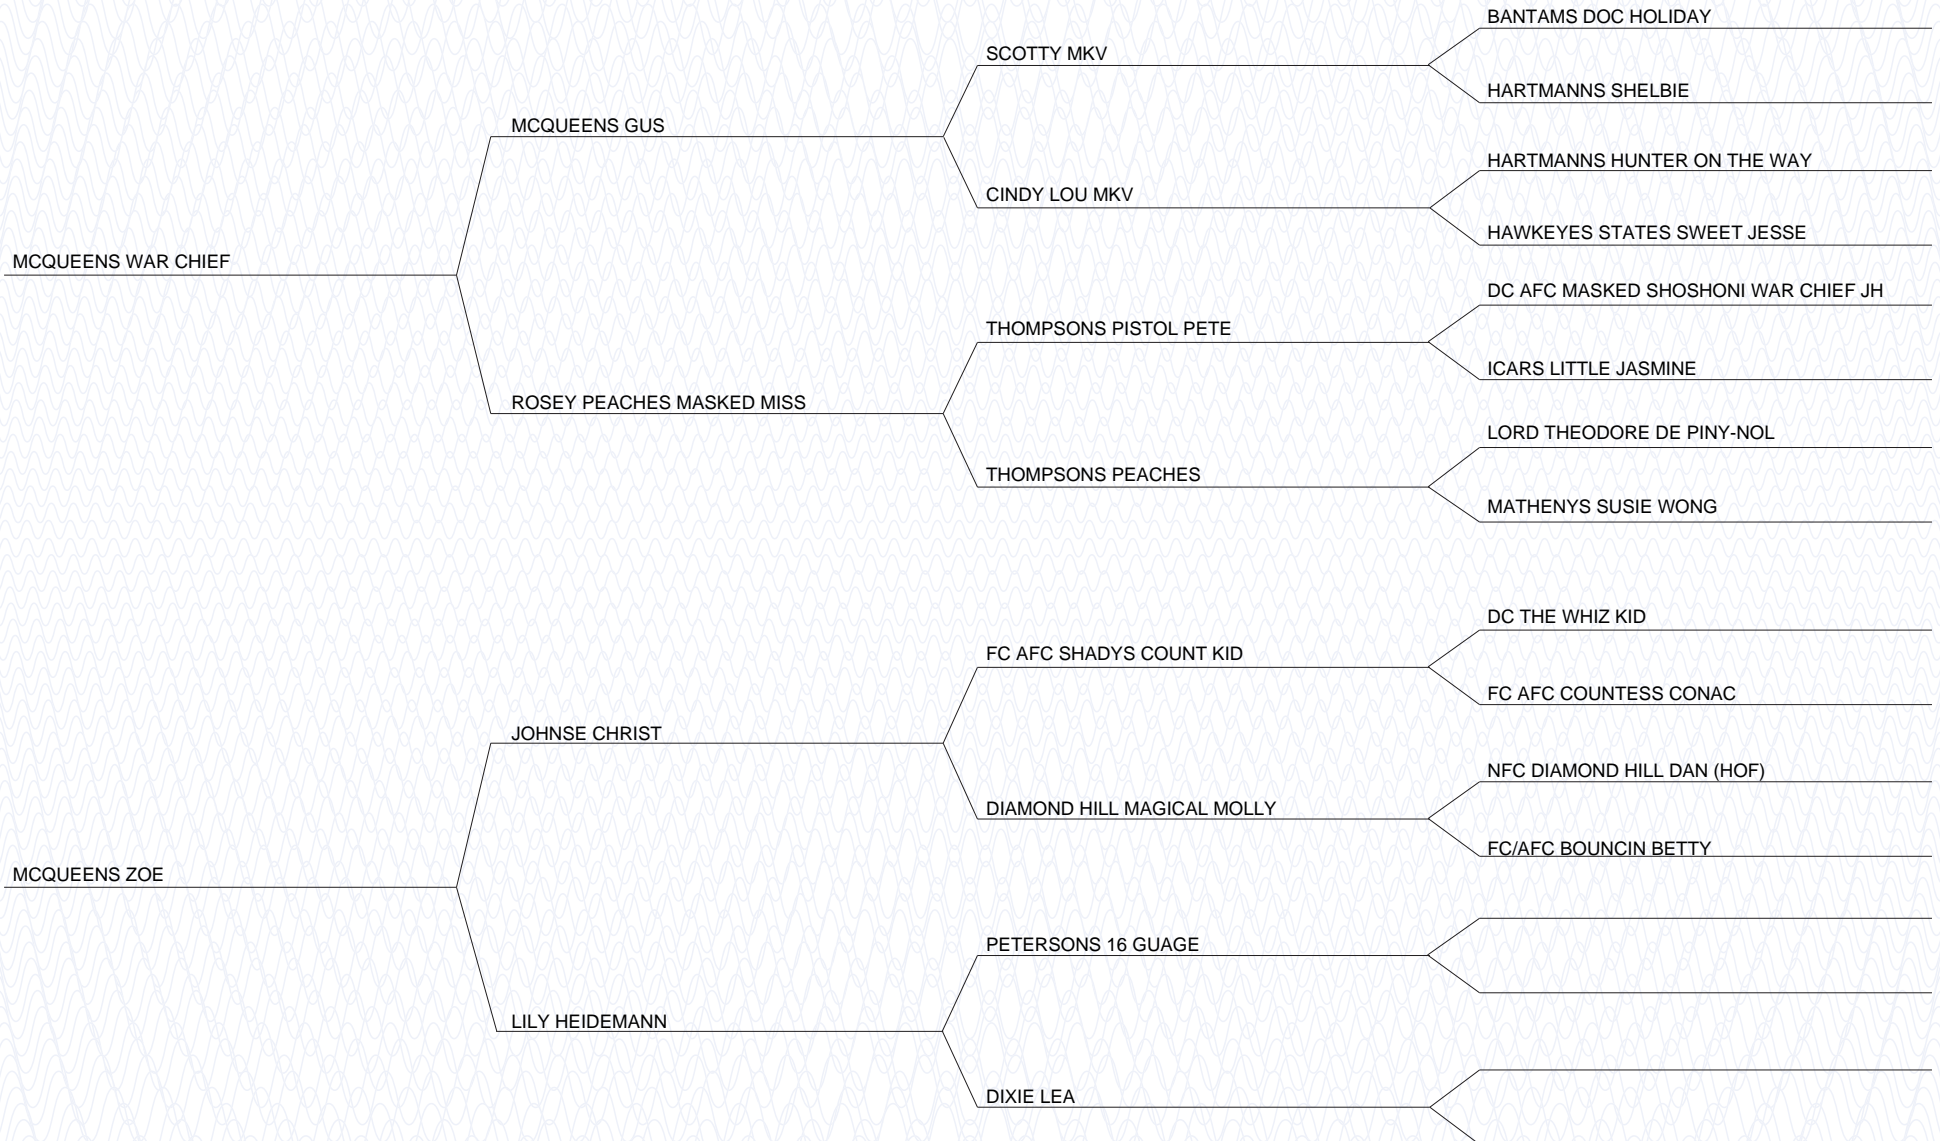 BANTAMS DOC HOLIDAY
SCOTTY MKV
HARTMANNS SHELBIE
MCQUEENS GUS
HARTMANNS HUNTER ON THE WAY
CINDY LOU MKV
HAWKEYES STATES SWEET JESSE
MCQUEENS WAR CHIEF
DC AFC MASKED SHOSHONI WAR CHIEF JH
THOMPSONS PISTOL PETE
ICARS LITTLE JASMINE
ROSEY PEACHES MASKED MISS
LORD THEODORE DE PINY-NOL
THOMPSONS PEACHES
MATHENYS SUSIE WONG
DC THE WHIZ KID
FC AFC SHADYS COUNT KID
FC AFC COUNTESS CONAC
JOHNSE CHRIST
NFC DIAMOND HILL DAN (HOF)
DIAMOND HILL MAGICAL MOLLY
FC/AFC BOUNCIN BETTY
MCQUEENS ZOE
PETERSONS 16 GUAGE
LILY HEIDEMANN
DIXIE LEA